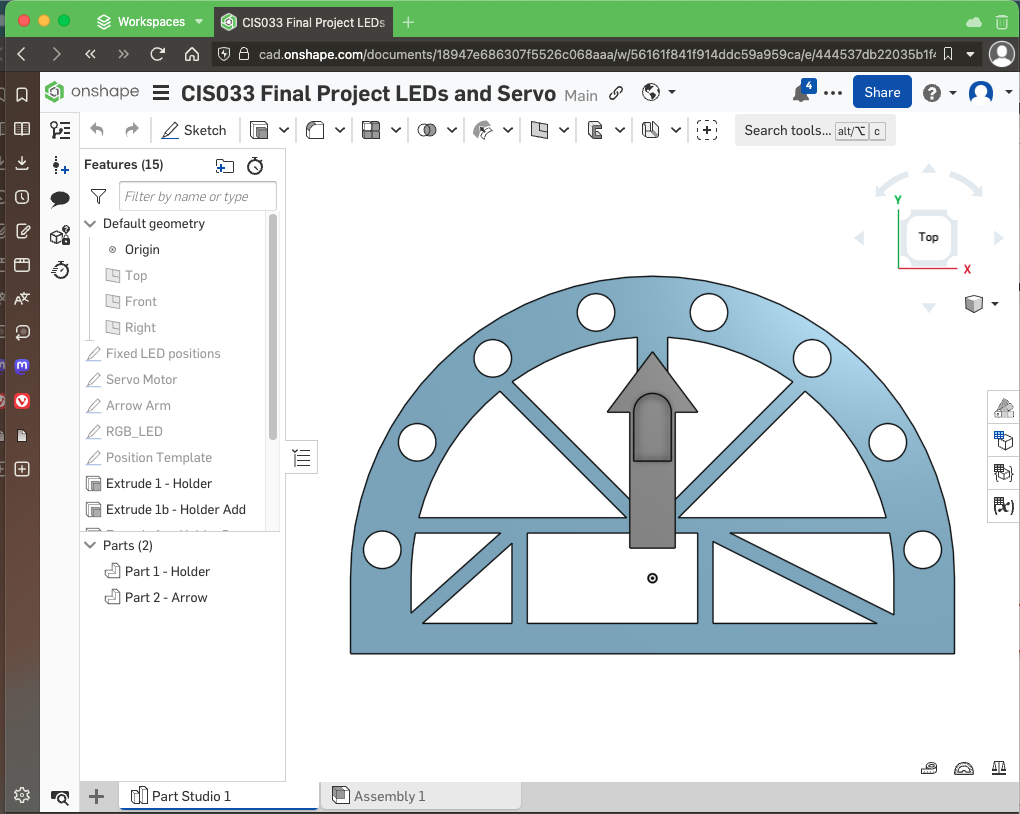 Workspaces
CIS033 Final Project LEDs
cad.onshape.com/documents/18947e686307f5526c068aaa/w/56161f841f914ddc59a959ca/e/444537db22035b1f4
onshape
CIS033 Final Project LEDs and Servo
Main
4
Share
Sketch
Search tools... alt/⌥ c
Features (15)
Filter by name or type
Default geometry
Origin
Top
Front
Right
Fixed LED positions
Servo Motor
Arrow Arm
RGB_LED
Position Template
Extrude 1 - Holder
Extrude 1b - Holder Add
Parts (2)
Part 1 - Holder
Part 2 - Arrow
Y
Top
X
(x)
Part Studio 1
Assembly 1